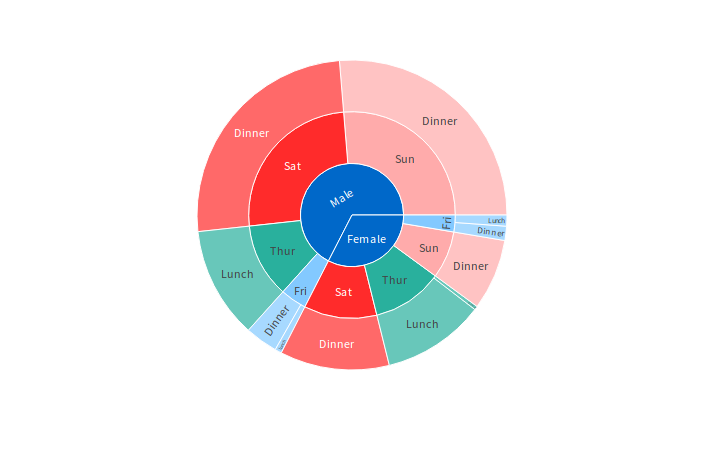 Dinner
Dinner
Sun
Sat
Male
Lunch
Fri
Dinner
Female
Sun
Thur
Lunch
Dinner
Thur
Fri
Sat
Dinner
Lunch
Dinner
Lunch